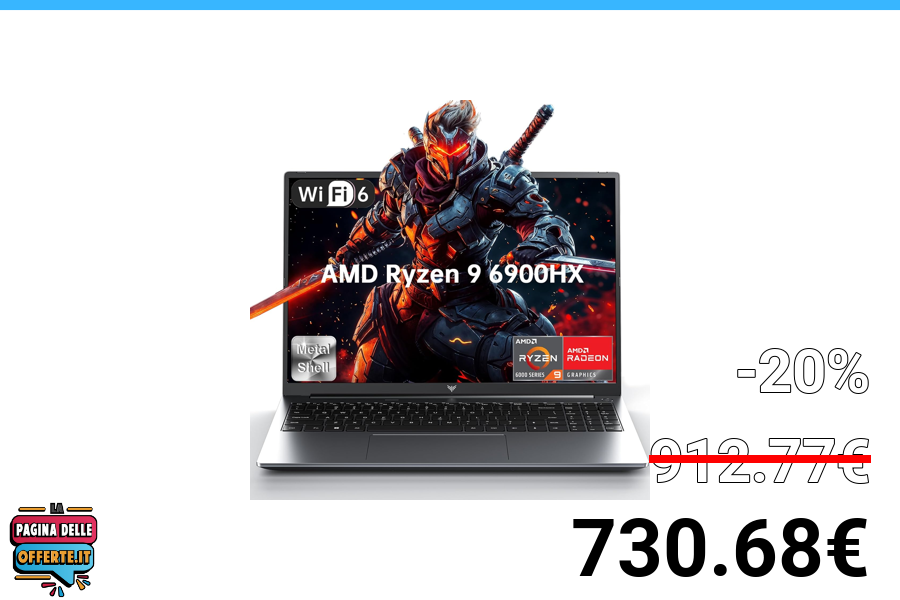 Wi Fi 6
AMD Ryzen 9 6900HX
Metal
Shell
AMD
RYZEN
6000 SERIES 9
AMD
RADEON
GRAPHICS
-20%
912.77€
730.68€
LA
PAGINA DELLE
OFFERTE.IT